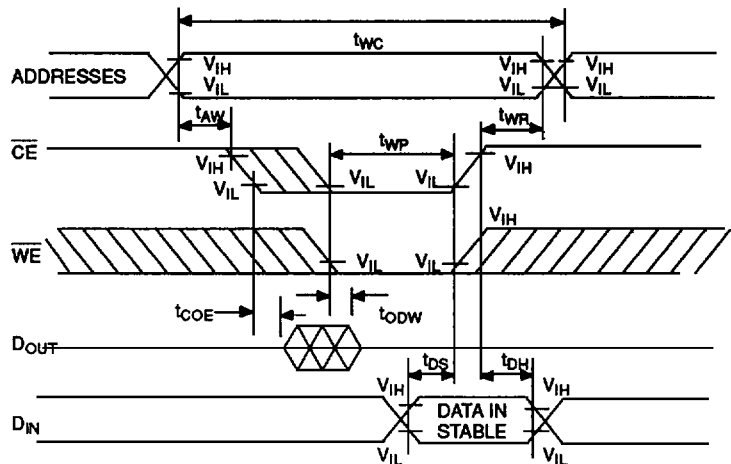 tWC
ADDRESSES
VIH
VIL
VIH
VIL
VIH
VIL
tAW
tWR
CE
tWP
VIH
VIL
VIL
VIL
VIH
VIH
WE
VIL
VIL
tCOE
tODW
DOUT
tDS
tDH
VIH
VIH
DIN
DATA IN
STABLE
VIL
VIL